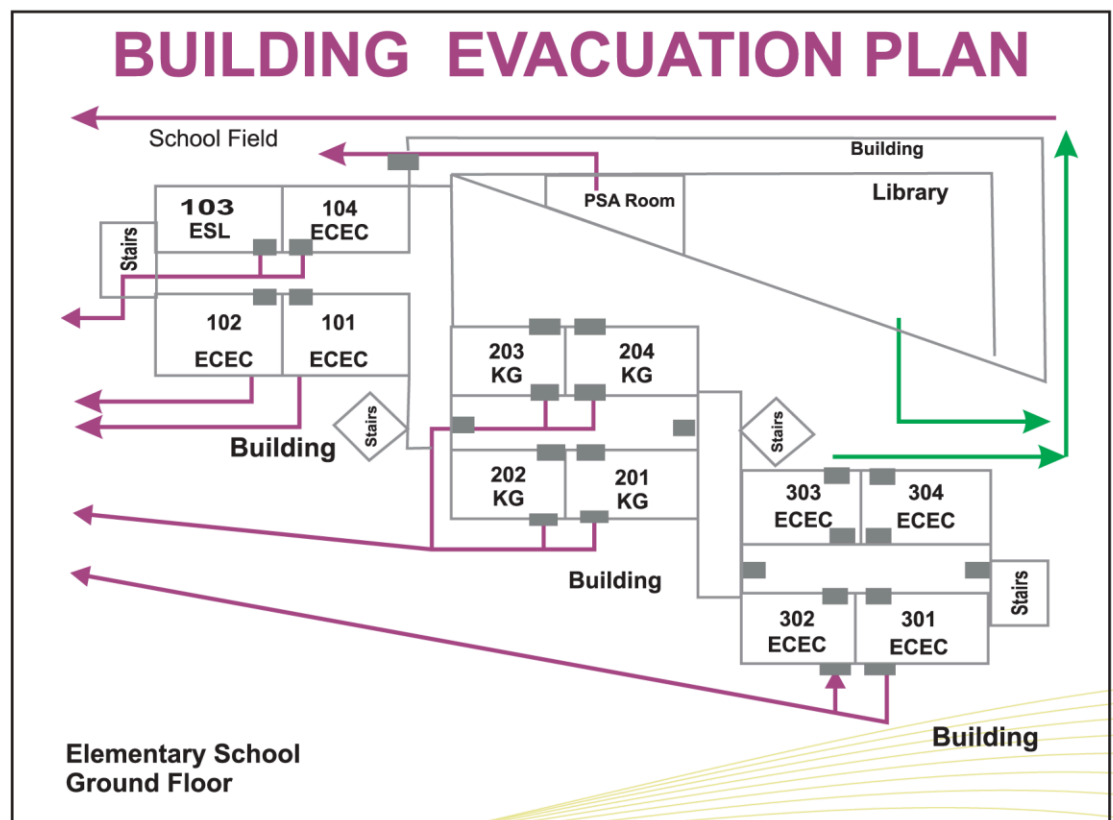 BUILDING EVACUATION PLAN
School Field
Building
Library
PSA Room
103
ESL
104
ECEC
Stairs
102
ECEC
101
ECEC
Building
Stairs
203
KG
204
KG
202
KG
201
KG
Building
Stairs
303
ECEC
304
ECEC
302
ECEC
301
ECEC
Stairs
Building
Elementary School
Ground Floor